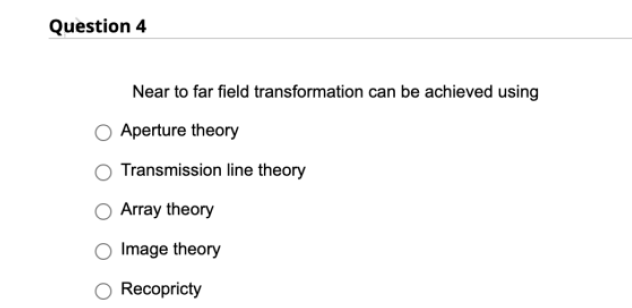 Question 4
Near to far field transformation can be achieved using
Aperture theory
Transmission line theory
Array theory
Image theory
Recopricty